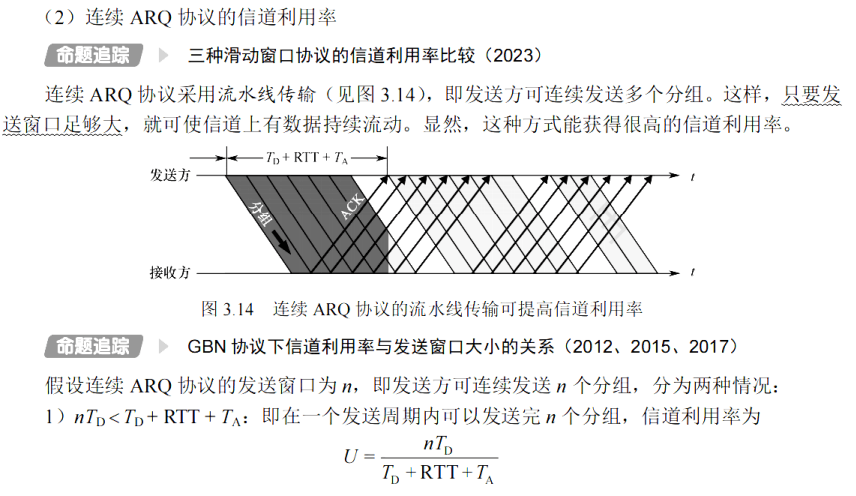 （2）连续 ARQ 协议的信道利用率
命题追踪 三种滑动窗口协议的信道利用率比较（2023）
连续 ARQ 协议采用流水线传输（见图 3.14），即发送方可连续发送多个分组。这样，只要发
送窗口足够大，就可使信道上有数据持续流动。显然，这种方式能获得很高的信道利用率。
T_D + RTT + T_A
发送方 t
分组 ACK
接收方 t
图 3.14 连续 ARQ 协议的流水线传输可提高信道利用率
命题追踪 GBN 协议下信道利用率与发送窗口大小的关系（2012、2015、2017）
假设连续 ARQ 协议的发送窗口为 n，即发送方可连续发送 n 个分组，分为两种情况：
1）nT_D < T_D + RTT + T_A：即在一个发送周期内可以发送完 n 个分组，信道利用率为
U = nT_D / (T_D + RTT + T_A)